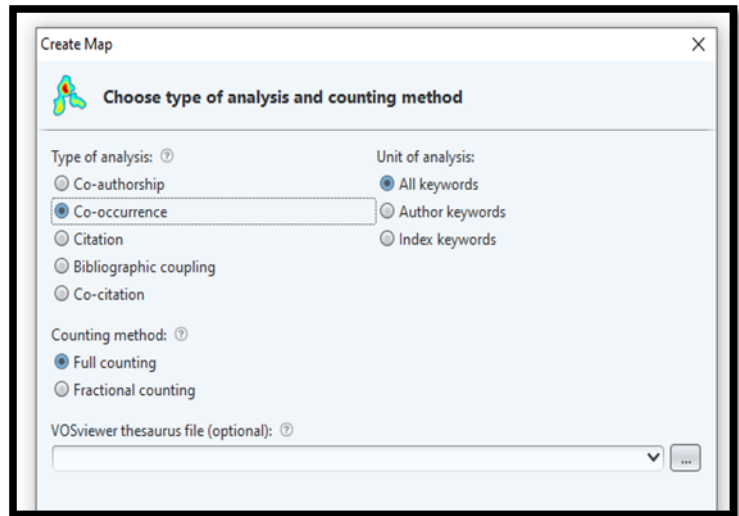 Create Map
Choose type of analysis and counting method
Type of analysis:
Unit of analysis:
Co-authorship
All keywords
Co-occurrence
Author keywords
Citation
Index keywords
Bibliographic coupling
Co-citation
Counting method:
Full counting
Fractional counting
VOSviewer thesaurus file (optional):
...